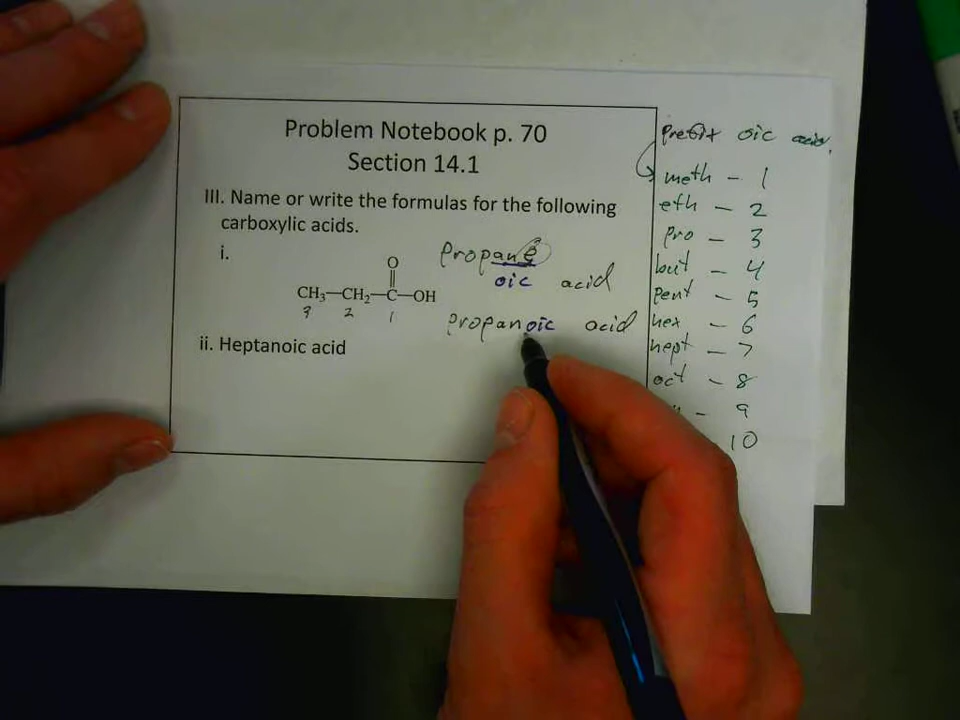 Problem Notebook p. 70
Section 14.1
III. Name or write the formulas for the following
carboxylic acids.
i.
O
CH₃—CH₂—C—OH
3 2 1
Propane
oic acid
propanoic acid
ii. Heptanoic acid
Prefix oic acid.
meth - 1
eth - 2
pro - 3
but - 4
pent - 5
hex - 6
hept - 7
oct - 8
- 9
- 10